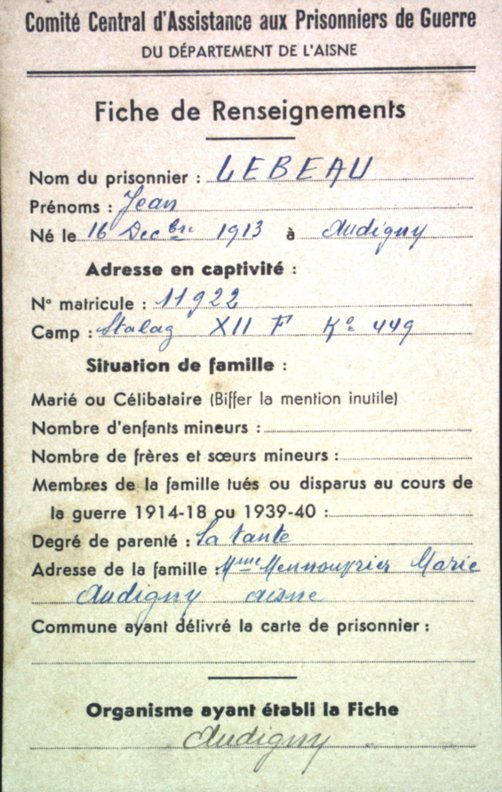 Comité Central d'Assistance aux Prisonniers de Guerre
DU DÉPARTEMENT DE L'AISNE
Fiche de Renseignements
Nom du prisonnier : LEBEAU
Prénoms : Jean
Né le 16 Decbre 1913 à Audigny
Adresse en captivité :
N° matricule : 11922
Camp : Stalag XII F Ko 449
Situation de famille :
Marié ou Célibataire (Biffer la mention inutile)
Nombre d'enfants mineurs :
Nombre de frères et sœurs mineurs :
Membres de la famille tués ou disparus au cours de
la guerre 1914-18 ou 1939-40 :
Degré de parenté : Sa tante
Adresse de la famille Mme Marie
Audigny aisne
Commune ayant délivré la carte de prisonnier :
Organisme ayant établi la Fiche
Audigny